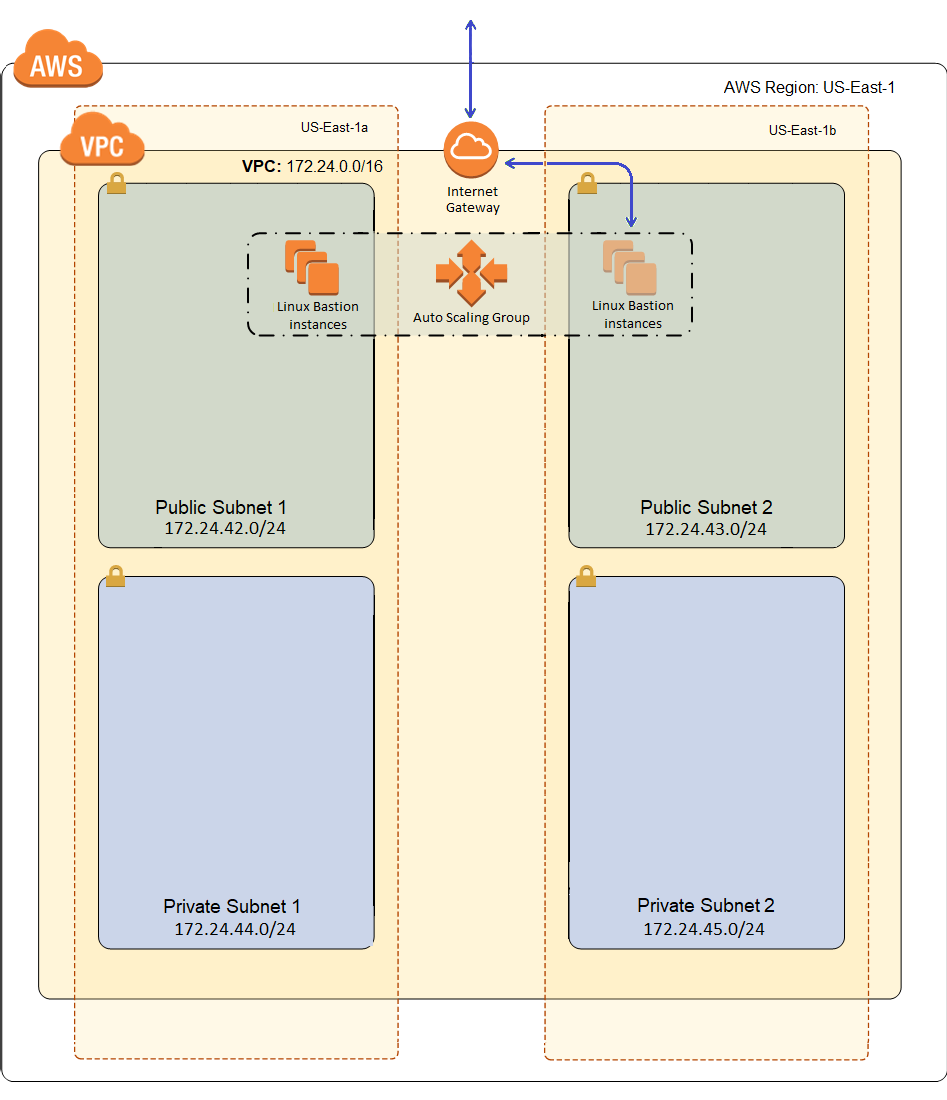 AWS
AWS Region: US-East-1
US-East-1a
US-East-1b
VPC
VPC: 172.24.0.0/16
Internet
Gateway
Linux Bastion
instances
Auto Scaling Group
Linux Bastion
instances
Public Subnet 1
172.24.42.0/24
Public Subnet 2
172.24.43.0/24
Private Subnet 1
172.24.44.0/24
Private Subnet 2
172.24.45.0/24